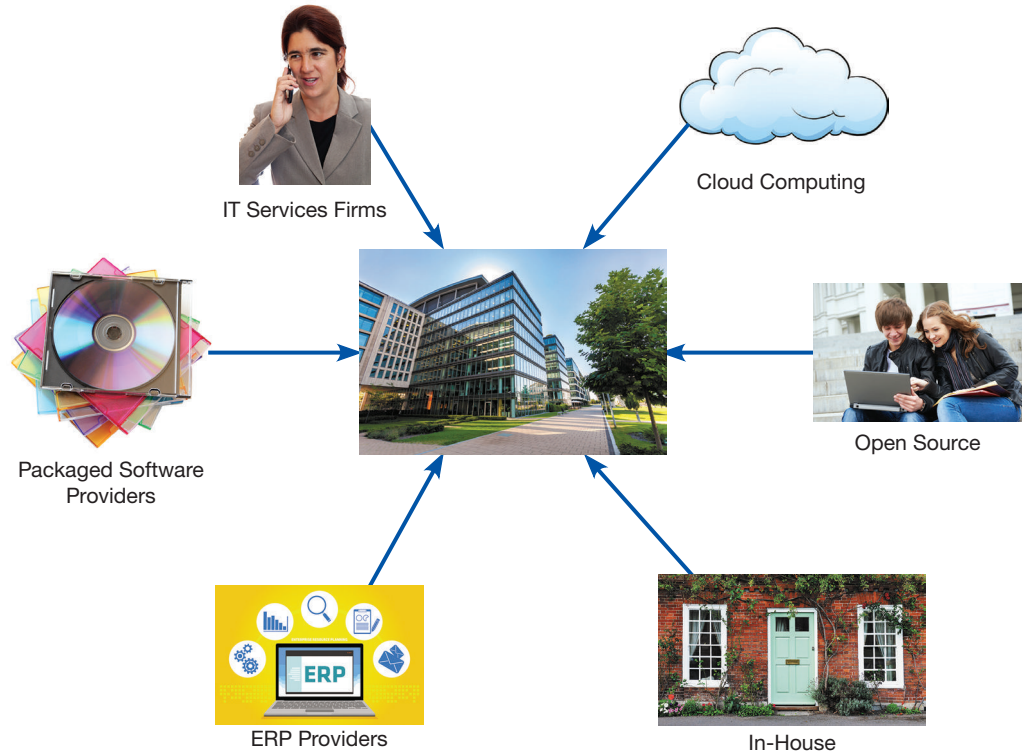 IT Services Firms
Cloud Computing
Packaged Software
Providers
Open Source
ERP
ERP Providers
In-House